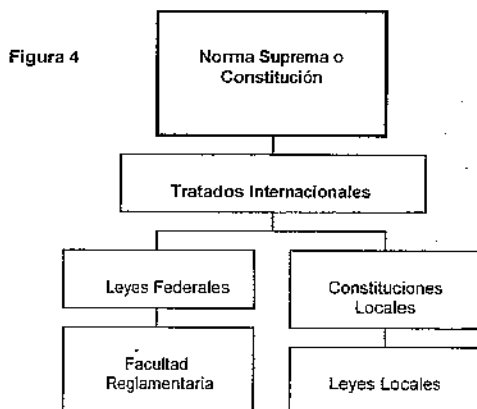 Figura 4
Norma Suprema o
Constitución
Tratados Internacionales
Leyes Federales
Constituciones
Locales
Facultad
Reglamentaria
Leyes Locales